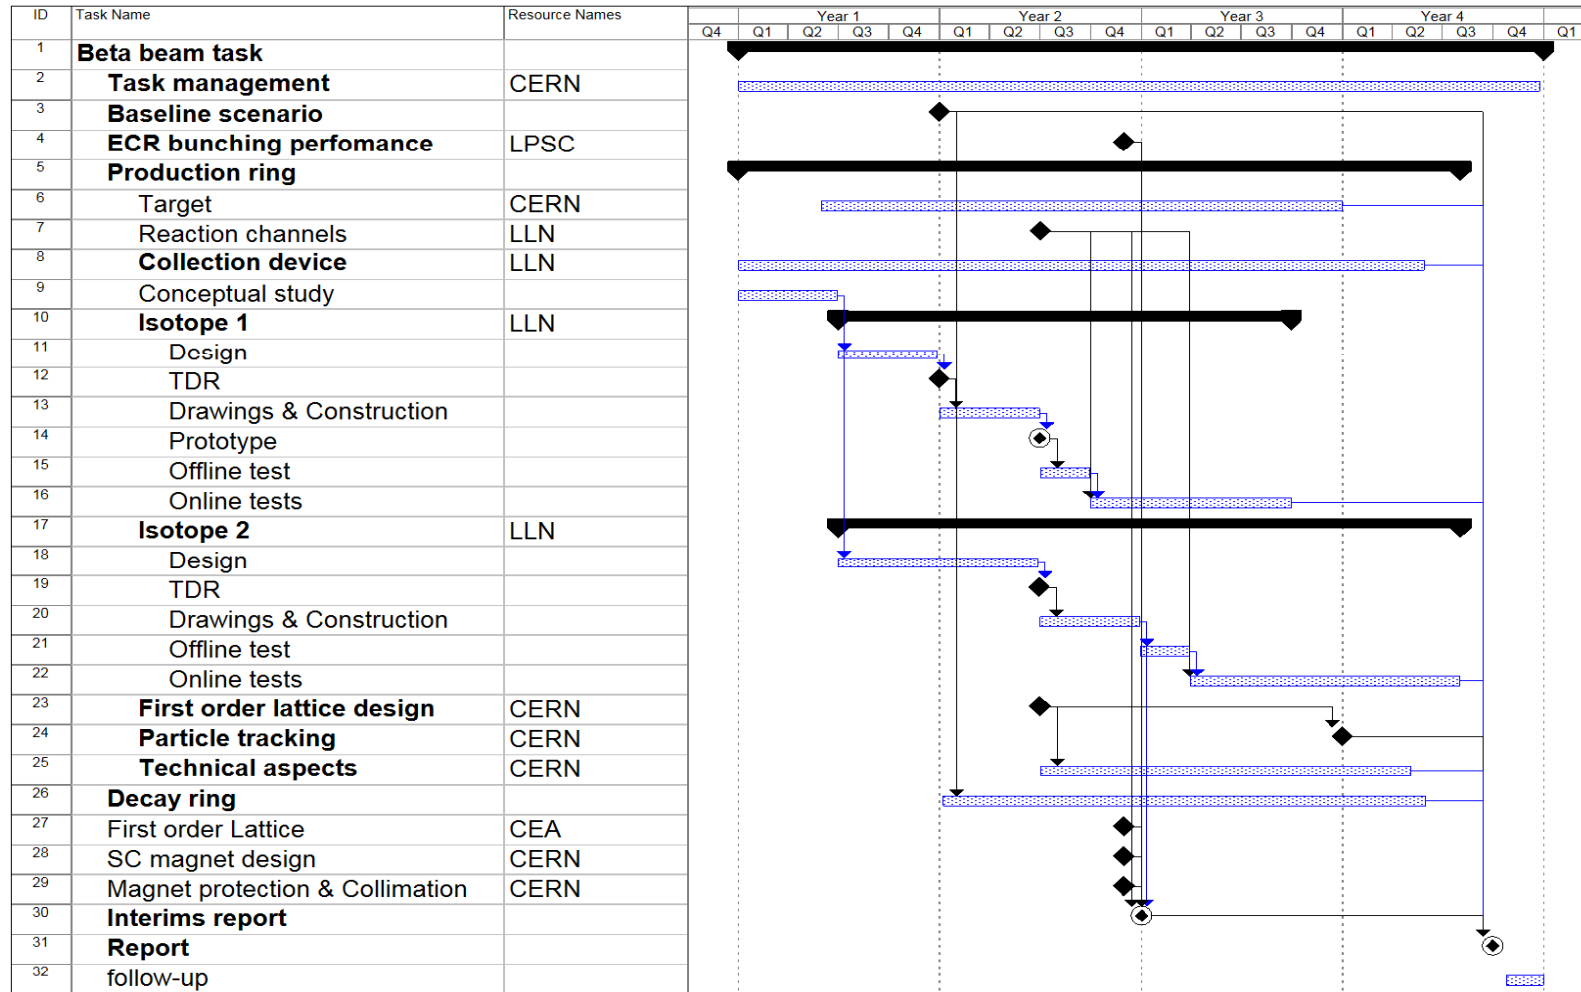 ID Task Name Resource Names Year 1 Year 2 Year 3 Year 4
Q4 Q1 Q2 Q3 Q4 Q1 Q2 Q3 Q4 Q1 Q2 Q3 Q4 Q1 Q2 Q3 Q4 Q1
1 Beta beam task
2 Task management CERN
3 Baseline scenario
4 ECR bunching perfomance LPSC
5 Production ring
6 Target CERN
7 Reaction channels LLN
8 Collection device LLN
9 Conceptual study
10 Isotope 1 LLN
11 Design
12 TDR
13 Drawings & Construction
14 Prototype
15 Offline test
16 Online tests
17 Isotope 2 LLN
18 Design
19 TDR
20 Drawings & Construction
21 Offline test
22 Online tests
23 First order lattice design CERN
24 Particle tracking CERN
25 Technical aspects CERN
26 Decay ring
27 First order Lattice CEA
28 SC magnet design CERN
29 Magnet protection & Collimation CERN
30 Interims report
31 Report
32 follow-up